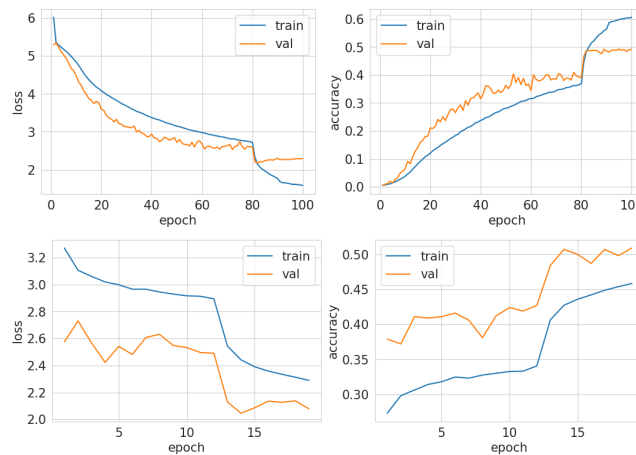 6
5
4
3
2
loss
0
20
40
60
80
100
epoch
train
val
0.6
0.5
0.4
0.3
0.2
0.1
0.0
accuracy
0
20
40
60
80
100
epoch
train
val
3.2
3.0
2.8
2.6
2.4
2.2
2.0
loss
5
10
15
epoch
train
val
0.50
0.45
0.40
0.35
0.30
accuracy
5
10
15
epoch
train
val